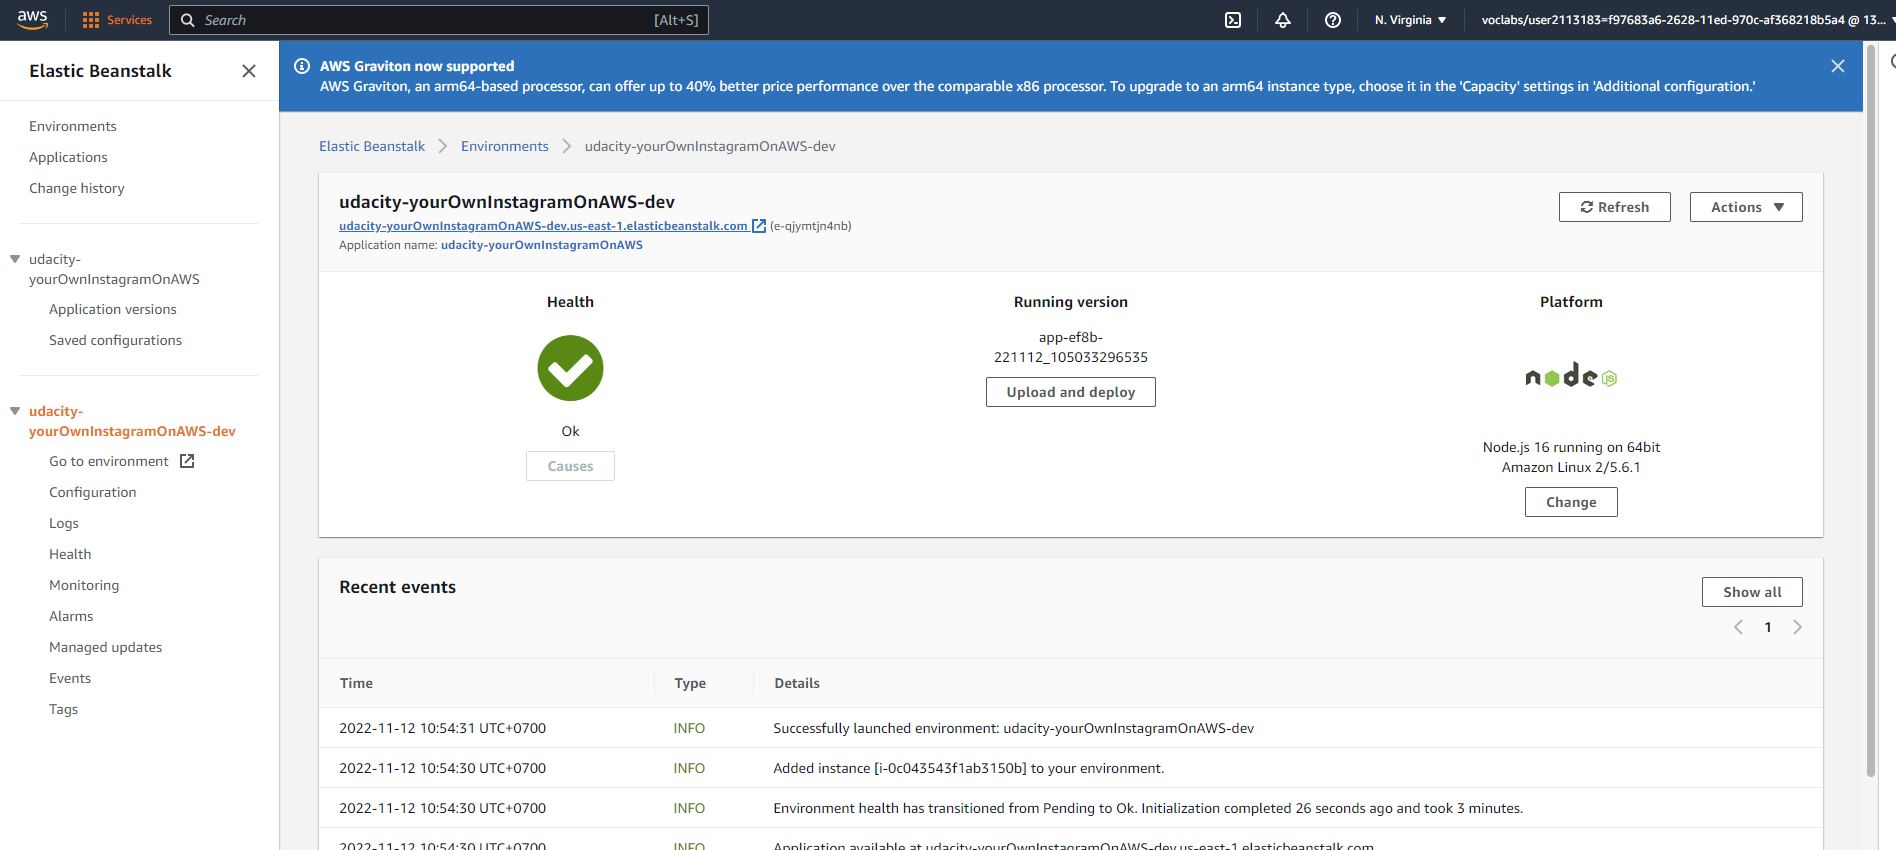 aws
Services
Search
[Alt+S]
N. Virginia
voclabs/user2113183=f97683a6-2628-11ed-970c-af368218b5a4 @ 13...
Elastic Beanstalk
Environments
Applications
Change history
udacity-
yourOwnInstagramOnAWS
Application versions
Saved configurations
udacity-
yourOwnInstagramOnAWS-dev
Go to environment
Configuration
Logs
Health
Monitoring
Alarms
Managed updates
Events
Tags
AWS Graviton now supported
AWS Graviton, an arm64-based processor, can offer up to 40% better price performance over the comparable x86 processor. To upgrade to an arm64 instance type, choose it in the 'Capacity' settings in 'Additional configuration.'
Elastic Beanstalk
Environments
udacity-yourOwnInstagramOnAWS-dev
udacity-yourOwnInstagramOnAWS-dev
udacity-yourOwnInstagramOnAWS-dev.us-east-1.elasticbeanstalk.com (e-qjymtjn4nb)
Application name: udacity-yourOwnInstagramOnAWS
Refresh
Actions
Health
Ok
Causes
Running version
app-ef8b-
221112_105033296535
Upload and deploy
Platform
node JS
Node.js 16 running on 64bit
Amazon Linux 2/5.6.1
Change
Recent events
Show all
1
Time Type Details
2022-11-12 10:54:31 UTC+0700 INFO Successfully launched environment: udacity-yourOwnInstagramOnAWS-dev
2022-11-12 10:54:30 UTC+0700 INFO Added instance [i-0c043543f1ab3150b] to your environment.
2022-11-12 10:54:30 UTC+0700 INFO Environment health has transitioned from Pending to Ok. Initialization completed 26 seconds ago and took 3 minutes.
2022-11-12 10:54:30 UTC+0700 INFO Application available at udacity-yourOwnInstagramOnAWS-dev.us-east-1.elasticbeanstalk.com.